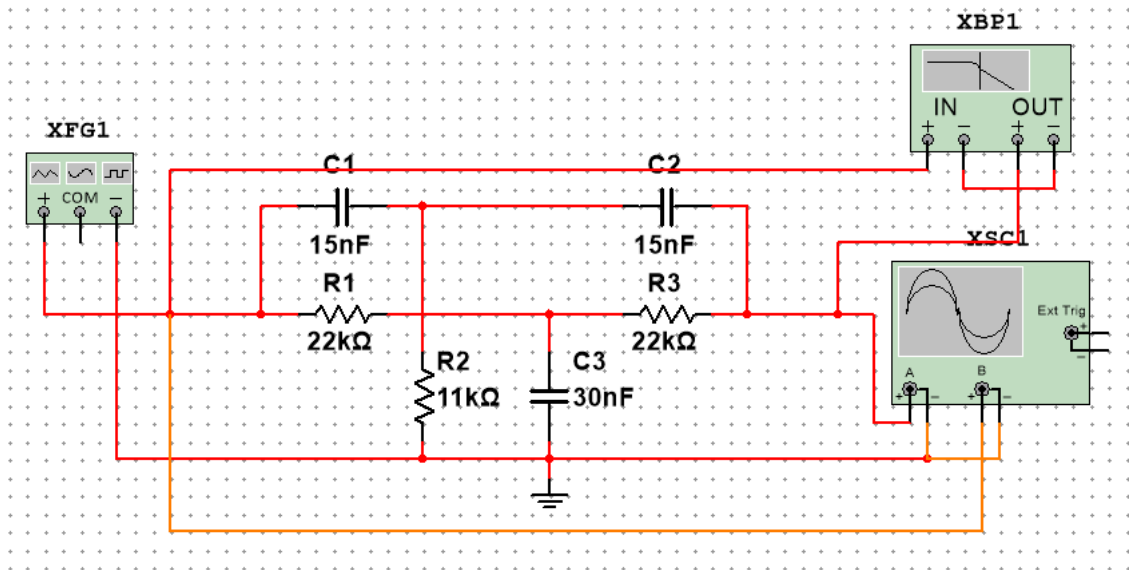 XBP1
IN OUT
+ − + −
XFG1
+ COM −
C1
15nF
C2
15nF
R1
22kΩ
R3
22kΩ
R2
11kΩ
C3
30nF
XSC1
Ext Trig
+
−
A B
+ − + −